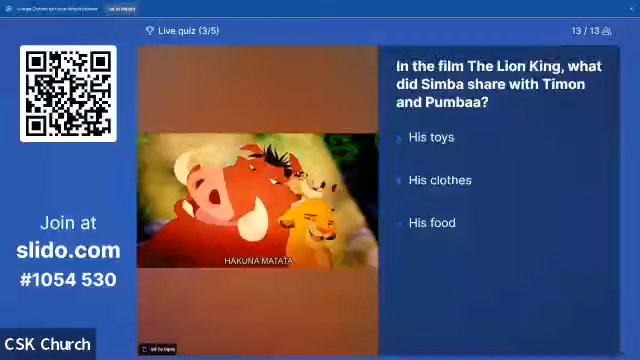 Live quiz (3/5)
13 / 13
In the film The Lion King, what
did Simba share with Timon
and Pumbaa?
His toys
His clothes
His food
HAKUNA MATATA
Join at
slido.com
#1054 530
CSK Church